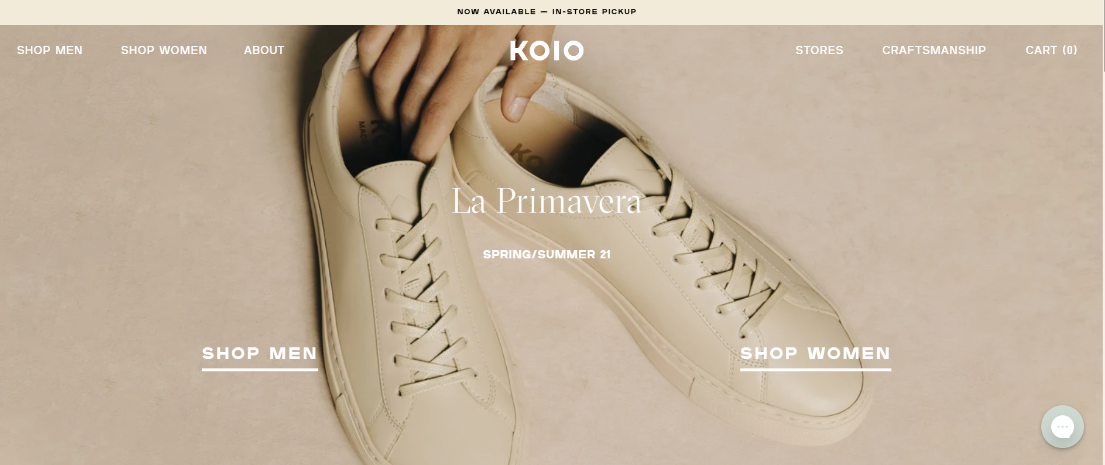 NOW AVAILABLE — IN-STORE PICKUP
SHOP MEN SHOP WOMEN ABOUT KOIO STORES CRAFTSMANSHIP CART (0)
La Primavera
SPRING/SUMMER 21
SHOP MEN SHOP WOMEN